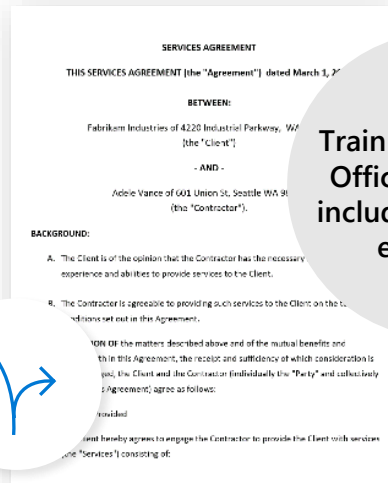 SERVICES AGREEMENT
THIS SERVICES AGREEMENT (the "Agreement") dated March 1,
BETWEEN:
Fabrikam Industries of 4220 Industrial Parkway, WA
(the "Client")
- AND -
Adele Vance of 601 Union St, Seattle WA
(the "Contractor").
Train
Offic
includ
e
BACKGROUND:
A. The Client is of the opinion that the Contractor has the necessary
experience and abilities to provide services to the Client.
B. The Contractor is agreeable to providing such services to the Client on the
conditions set out in this Agreement.
ION OF the matters described above and of the mutual benefits and
th in this Agreement, the receipt and sufficiency of which consideration is
ged, the Client and the Contractor (individually the "Party" and collectively
Agreement) agree as follows:
rovided
ent hereby agrees to engage the Contractor to provide the Client with services
(the "Services") consisting of: